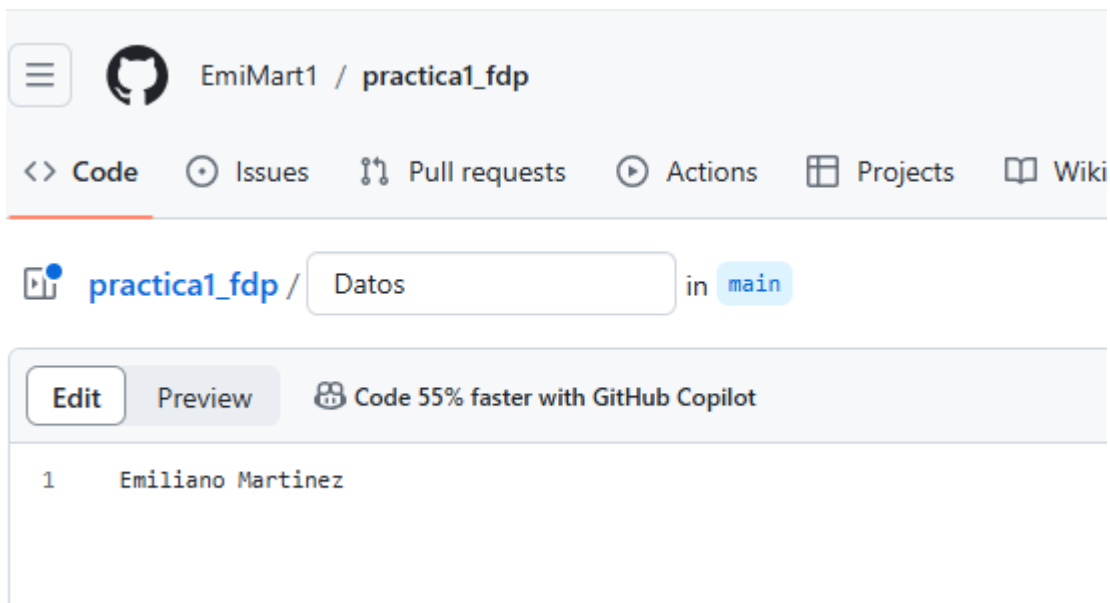 EmiMart1 / practica1_fdp
<> Code Issues Pull requests Actions Projects Wiki
practica1_fdp / Datos in main
Edit Preview Code 55% faster with GitHub Copilot
1 Emiliano Martinez